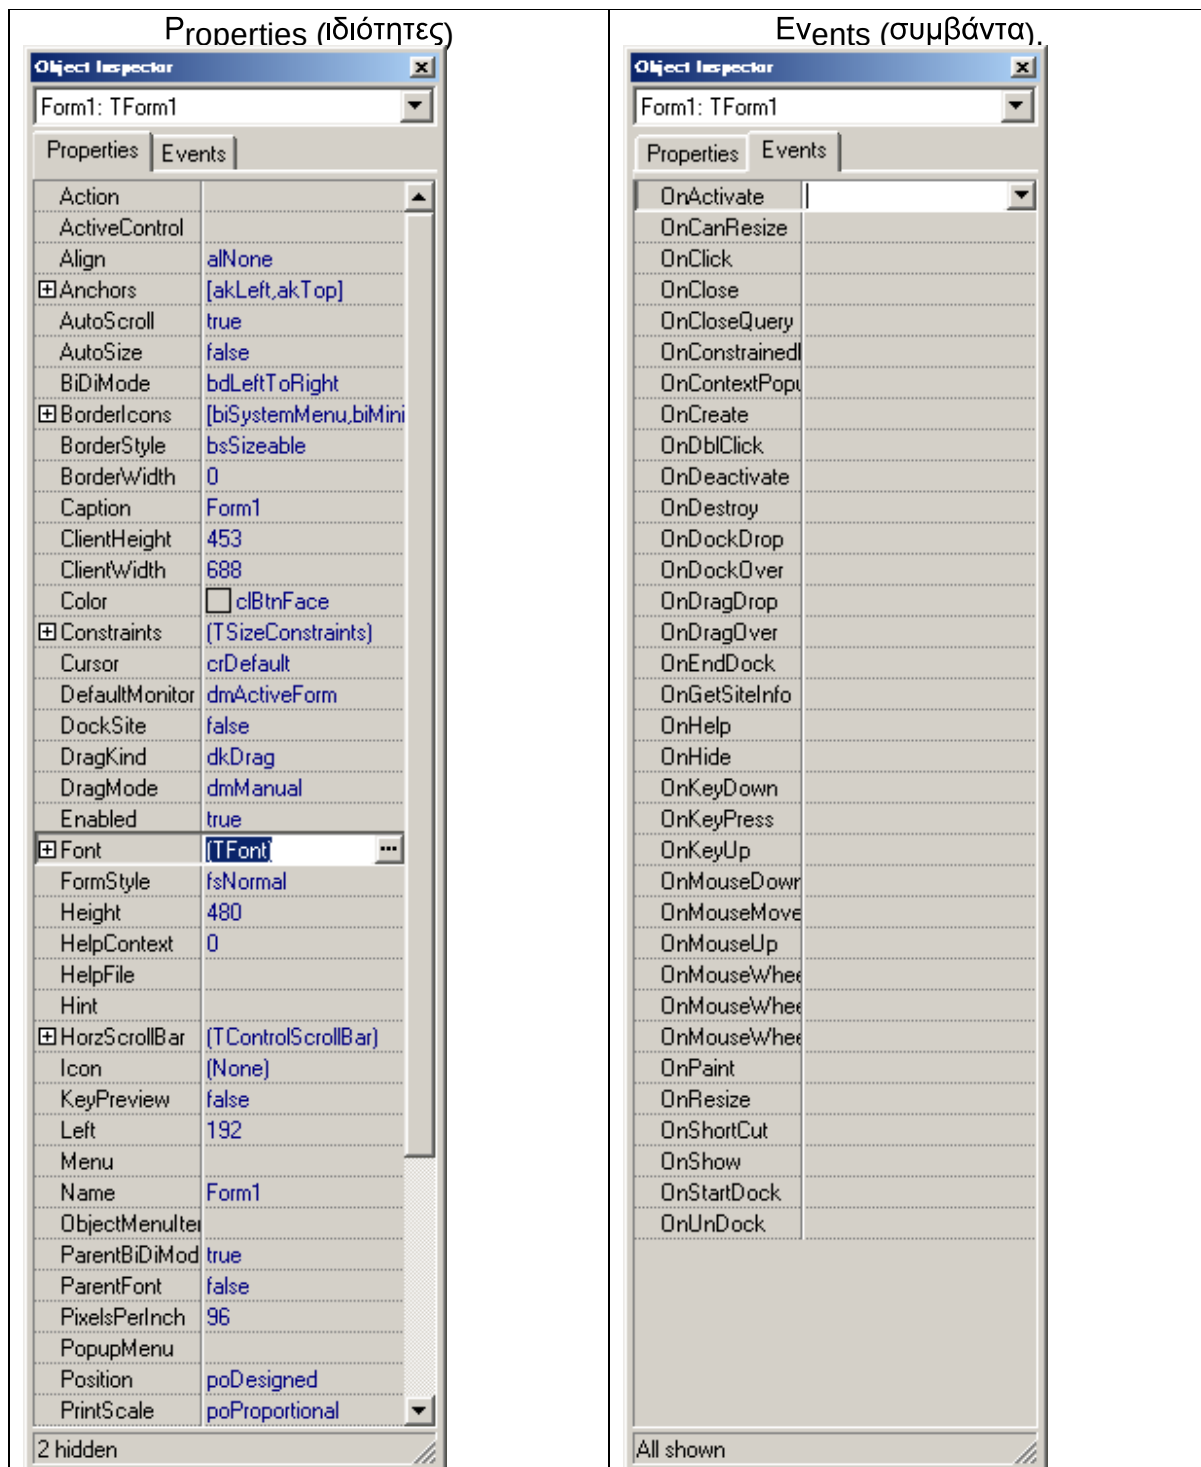 Properties (ιδιότητες)
Object Inspector
Form1: TForm1
Properties Events
Action
ActiveControl
Align alNone
Anchors [akLeft,akTop]
AutoScroll true
AutoSize false
BiDiMode bdLeftToRight
BorderIcons [biSystemMenu,biMini
BorderStyle bsSizeable
BorderWidth 0
Caption Form1
ClientHeight 453
ClientWidth 688
Color clBtnFace
Constraints (TSizeConstraints)
Cursor crDefault
DefaultMonitor dmActiveForm
DockSite false
DragKind dkDrag
DragMode dmManual
Enabled true
Font (TFont)
FormStyle fsNormal
Height 480
HelpContext 0
HelpFile
Hint
HorzScrollBar (TControlScrollBar)
Icon (None)
KeyPreview false
Left 192
Menu
Name Form1
ObjectMenuIter
ParentBiDiMod true
ParentFont false
PixelsPerInch 96
PopupMenu
Position poDesigned
PrintScale poProportional
2 hidden
Events (συμβάντα).
Object Inspector
Form1: TForm1
Properties Events
OnActivate
OnCanResize
OnClick
OnClose
OnCloseQuery
OnConstrainedl
OnContextPopu
OnCreate
OnDblClick
OnDeactivate
OnDestroy
OnDockDrop
OnDockOver
OnDragDrop
OnDragOver
OnEndDock
OnGetSiteInfo
OnHelp
OnHide
OnKeyDown
OnKeyPress
OnKeyUp
OnMouseDown
OnMouseMove
OnMouseUp
OnMouseWhee
OnMouseWhee
OnMouseWhee
OnPaint
OnResize
OnShortCut
OnShow
OnStartDock
OnUnDock
All shown